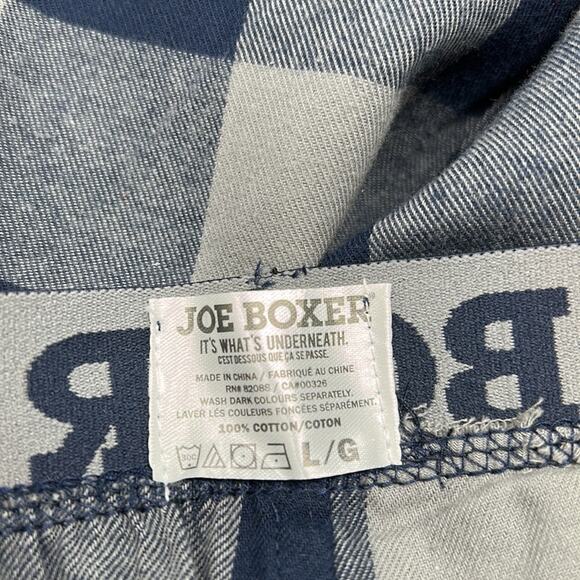 JOE BOXER
IT'S WHAT'S UNDERNEATH.
C'EST DESSOUS QUE ÇA SE PASSE.
MADE IN CHINA / FABRIQUÉ AU CHINE
RN# 82088 / CA#00326
WASH DARK COLOURS SEPARATELY.
LAVER LES COULEURS FONCÉES SÉPARÉMENT.
100% COTTON/COTON
30C L/G